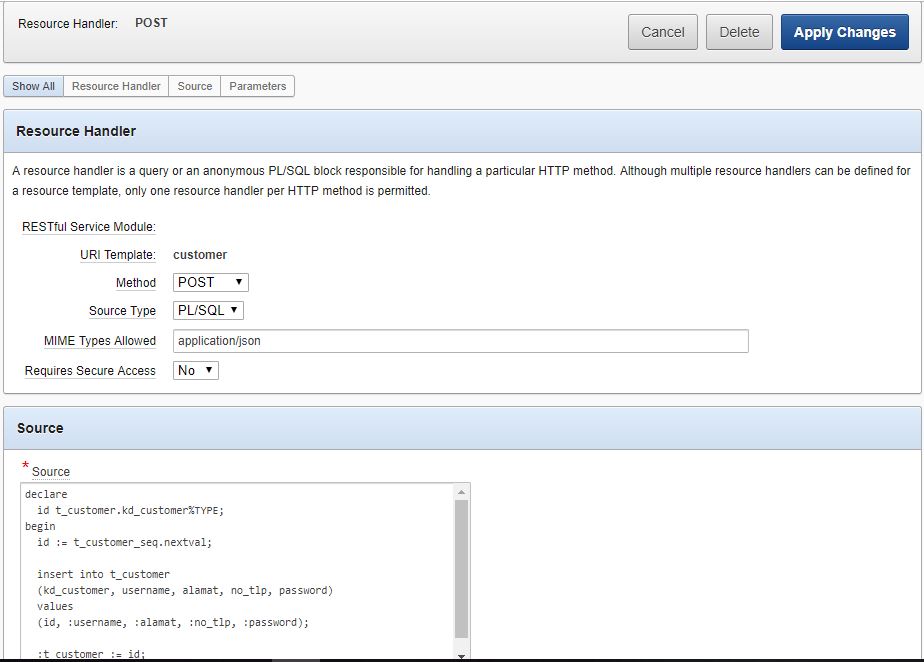 Resource Handler: POST
Cancel Delete Apply Changes
Show All Resource Handler Source Parameters
Resource Handler
A resource handler is a query or an anonymous PL/SQL block responsible for handling a particular HTTP method. Although multiple resource handlers can be defined for
a resource template, only one resource handler per HTTP method is permitted.
RESTful Service Module:
URI Template: customer
Method POST
Source Type PL/SQL
MIME Types Allowed application/json
Requires Secure Access No
Source
* Source
declare
id t_customer.kd_customer%TYPE;
begin
id := t_customer_seq.nextval;
insert into t_customer
(kd_customer, username, alamat, no_tlp, password)
values
(id, :username, :alamat, :no_tlp, :password);
:t_customer := id;